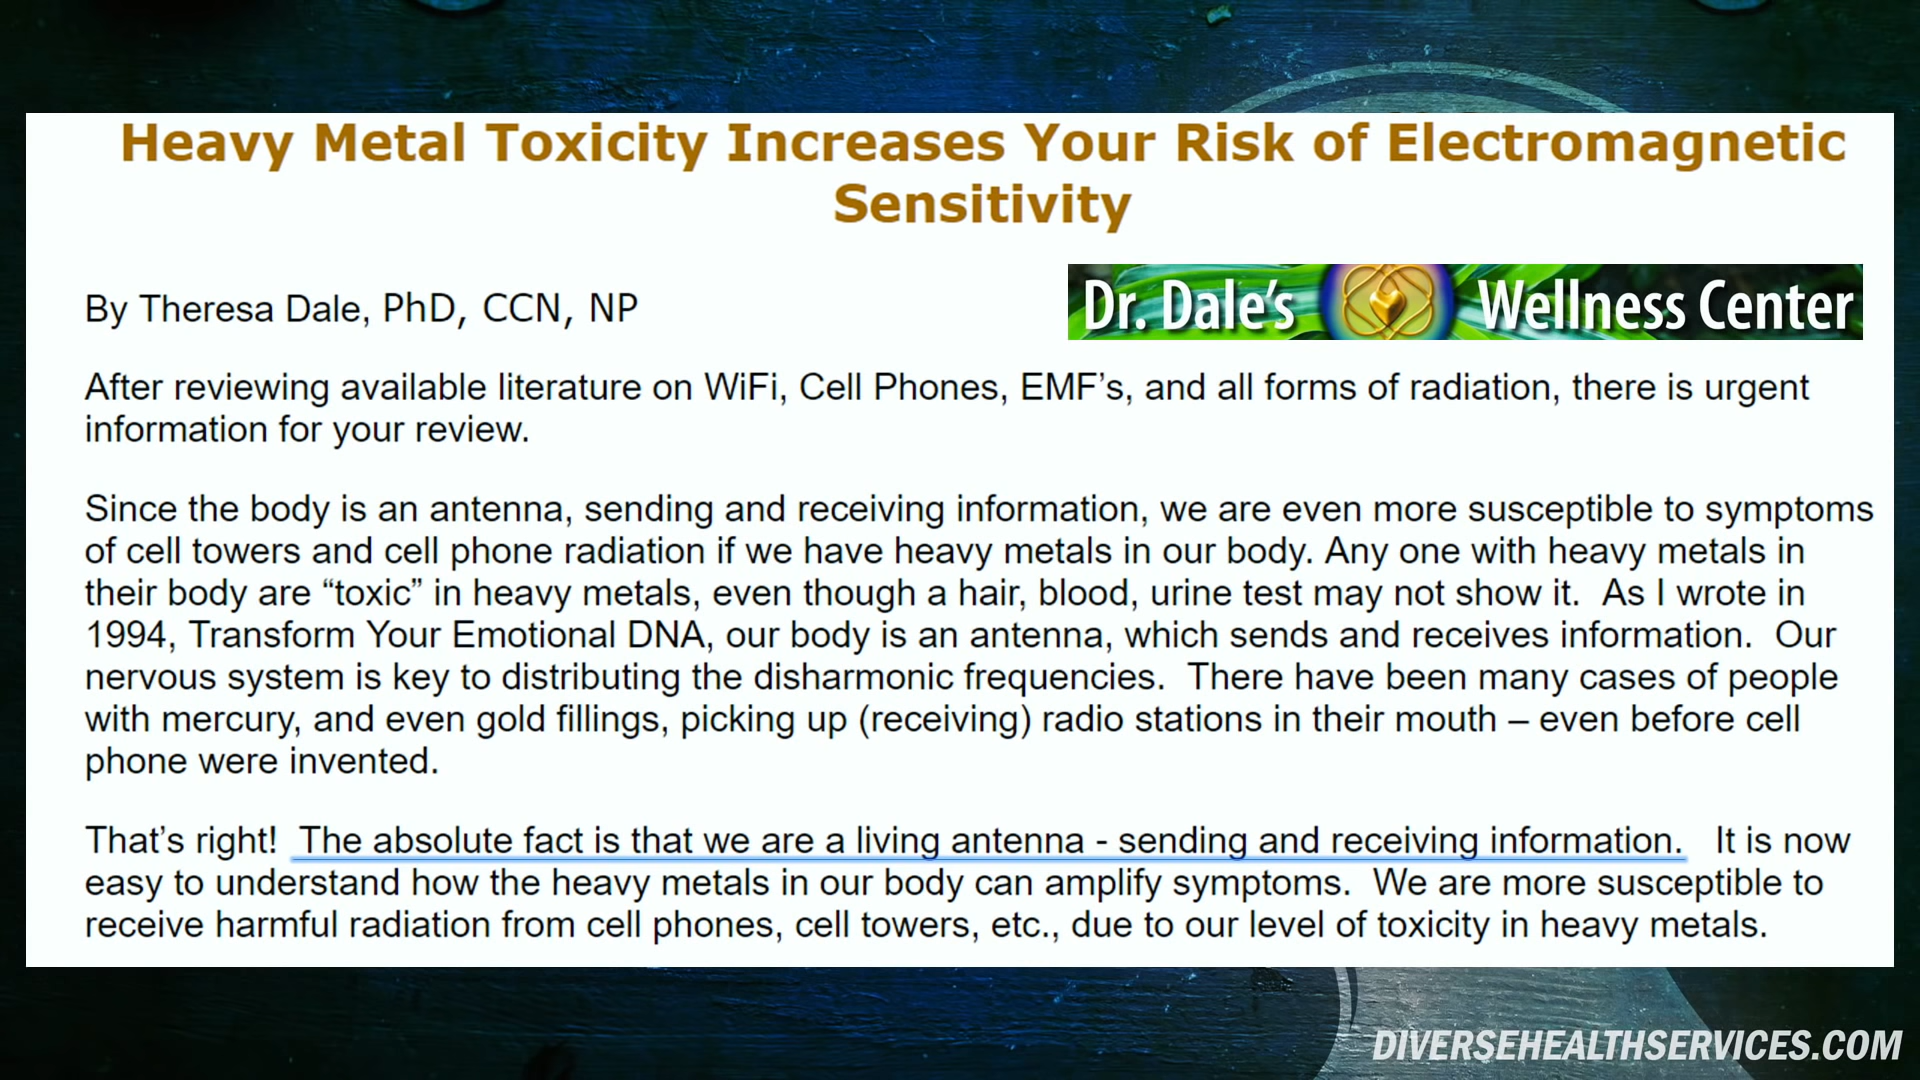 Heavy Metal Toxicity Increases Your Risk of Electromagnetic
Sensitivity
By Theresa Dale, PhD, CCN, NP
Dr. Dale's Wellness Center
After reviewing available literature on WiFi, Cell Phones, EMF’s, and all forms of radiation, there is urgent
information for your review.
Since the body is an antenna, sending and receiving information, we are even more susceptible to symptoms
of cell towers and cell phone radiation if we have heavy metals in our body. Any one with heavy metals in
their body are “toxic” in heavy metals, even though a hair, blood, urine test may not show it.  As I wrote in
1994, Transform Your Emotional DNA, our body is an antenna, which sends and receives information.  Our
nervous system is key to distributing the disharmonic frequencies.  There have been many cases of people
with mercury, and even gold fillings, picking up (receiving) radio stations in their mouth – even before cell
phone were invented.
That’s right!  The absolute fact is that we are a living antenna - sending and receiving information.   It is now
easy to understand how the heavy metals in our body can amplify symptoms.  We are more susceptible to
receive harmful radiation from cell phones, cell towers, etc., due to our level of toxicity in heavy metals.
DIVERSEHEALTHSERVICES.COM